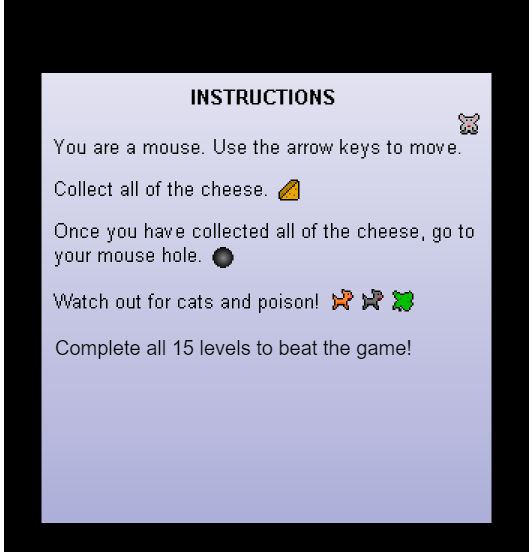 INSTRUCTIONS
You are a mouse. Use the arrow keys to move.
Collect all of the cheese.
Once you have collected all of the cheese, go to
your mouse hole.
Watch out for cats and poison!
Complete all 15 levels to beat the game!